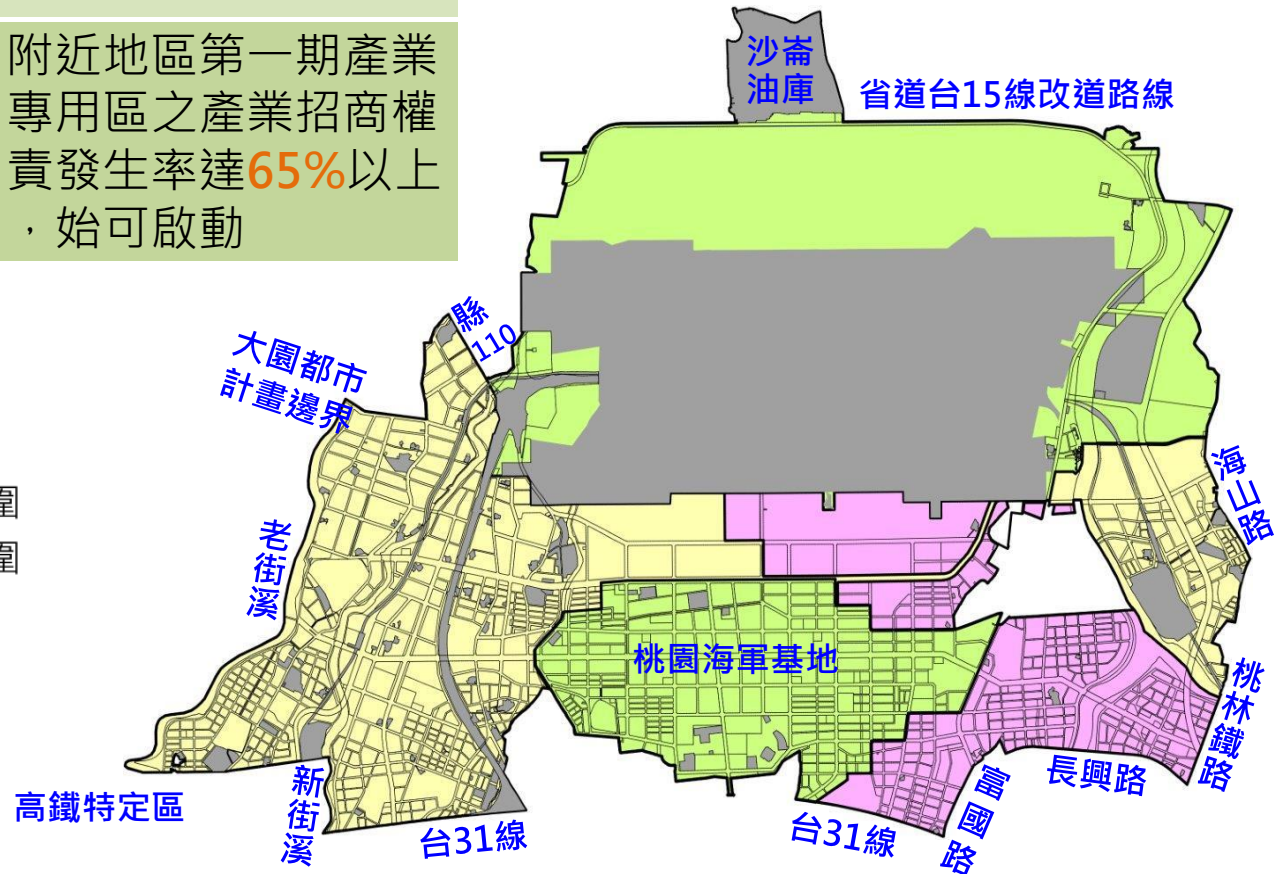 附近地區第一期產業
專用區之產業招商權
責發生率達65%以上
，始可啟動
沙崙
油庫
省道台15線改道路線
縣
110
大園都市
計畫邊界
圍
圍
老街溪
海山路
桃園海軍基地
桃林鐵路
高鐵特定區
新街溪
台31線
台31線
富國路
長興路